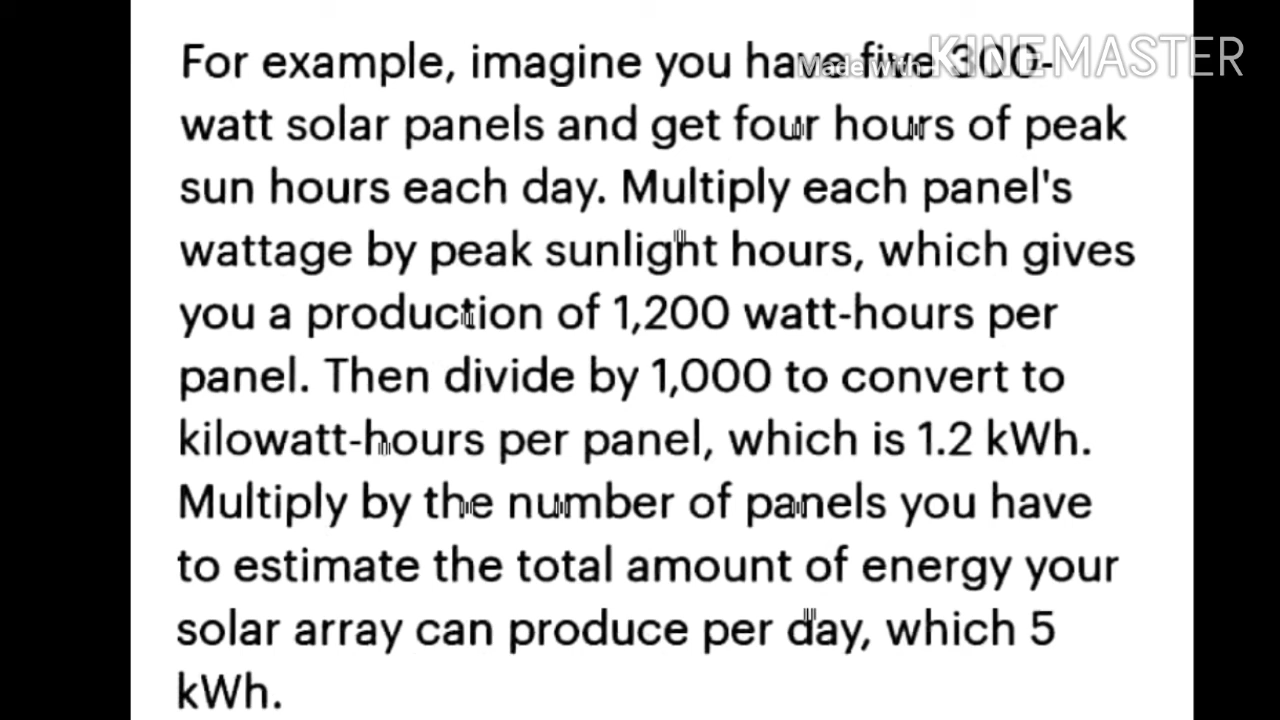 Made with KINEMASTER
For example, imagine you have five 300-
watt solar panels and get four hours of peak
sun hours each day. Multiply each panel's
wattage by peak sunlight hours, which gives
you a production of 1,200 watt-hours per
panel. Then divide by 1,000 to convert to
kilowatt-hours per panel, which is 1.2 kWh.
Multiply by the number of panels you have
to estimate the total amount of energy your
solar array can produce per day, which 5
kWh.